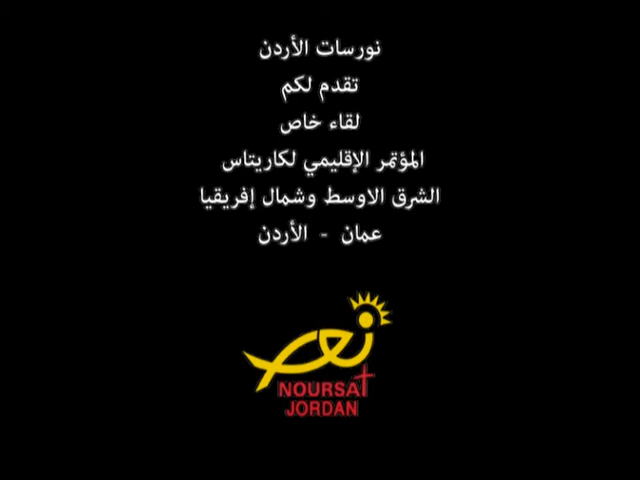 نورسات الأردن
تقدم لكم
لقاء خاص
المؤتمر الإقليمي لكاريتاس
الشرق الاوسط وشمال إفريقيا
عمان - الأردن
NOURSAT
JORDAN